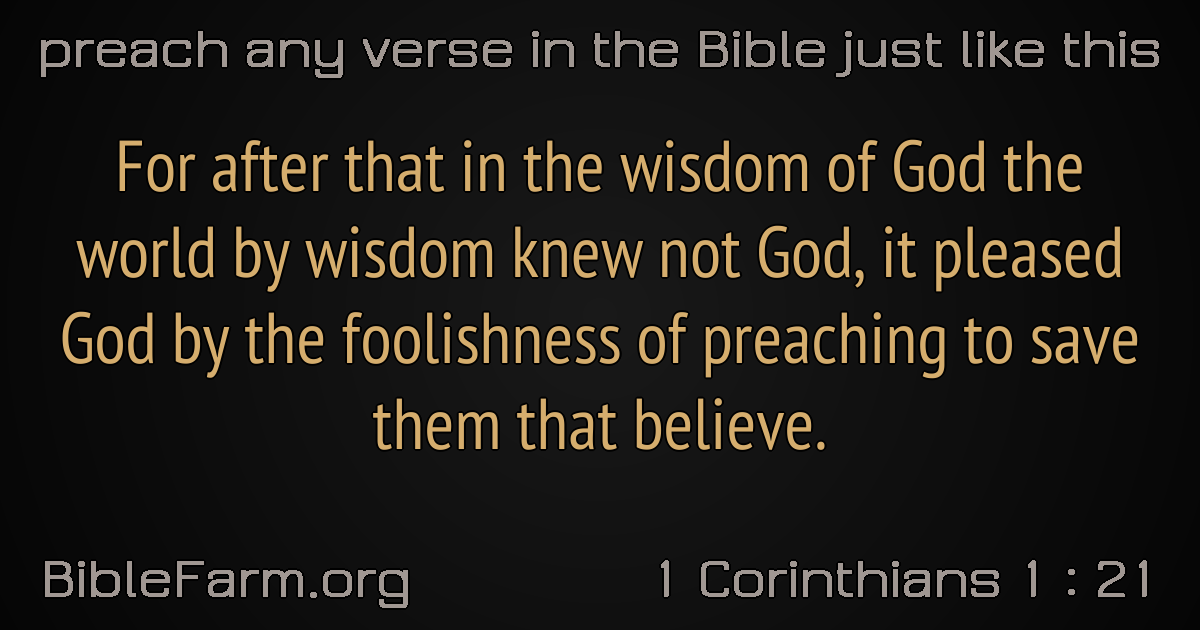 preach any verse in the Bible just like this
For after that in the wisdom of God the
world by wisdom knew not God, it pleased
God by the foolishness of preaching to save
them that believe.
BibleFarm.org
1 Corinthians 1 : 21